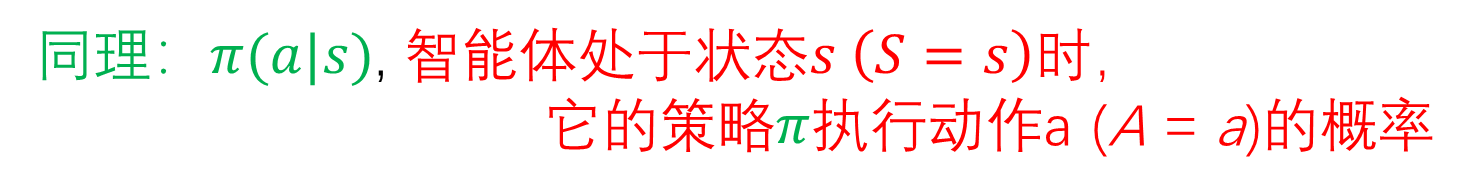 同理：π(a|s), 智能体处于状态s (S = s)时，
它的策略π执行动作a (A = a)的概率